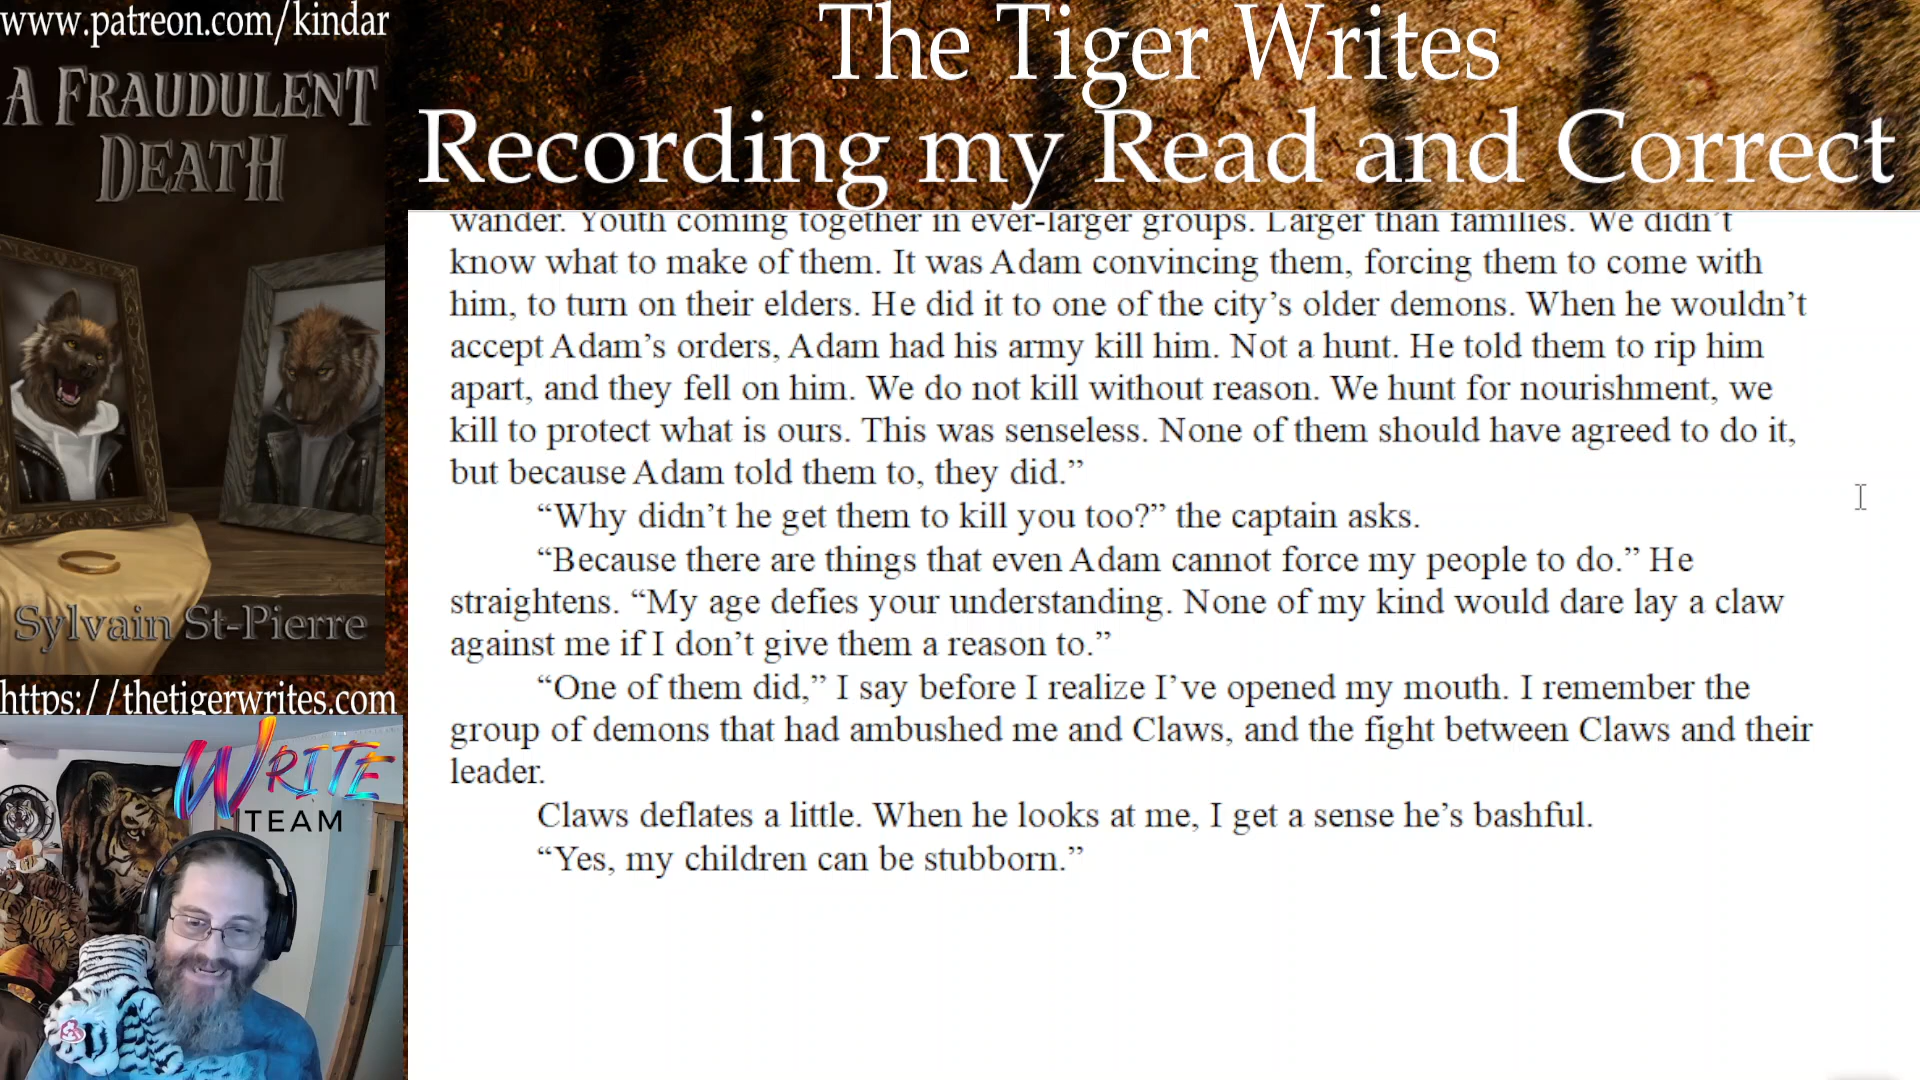 www.patreon.com/kindar
A FRAUDULENT
DEATH
Sylvain St-Pierre
https://thetigerwrites.com
WRITE
TEAM
The Tiger Writes
Recording my Read and Correct
wander. Youth coming together in ever-larger groups. Larger than families. We didn’t
know what to make of them. It was Adam convincing them, forcing them to come with
him, to turn on their elders. He did it to one of the city’s older demons. When he wouldn’t
accept Adam’s orders, Adam had his army kill him. Not a hunt. He told them to rip him
apart, and they fell on him. We do not kill without reason. We hunt for nourishment, we
kill to protect what is ours. This was senseless. None of them should have agreed to do it,
but because Adam told them to, they did.”
“Why didn’t he get them to kill you too?” the captain asks.
“Because there are things that even Adam cannot force my people to do.” He
straightens. “My age defies your understanding. None of my kind would dare lay a claw
against me if I don’t give them a reason to.”
“One of them did,” I say before I realize I’ve opened my mouth. I remember the
group of demons that had ambushed me and Claws, and the fight between Claws and their
leader.
Claws deflates a little. When he looks at me, I get a sense he’s bashful.
“Yes, my children can be stubborn.”